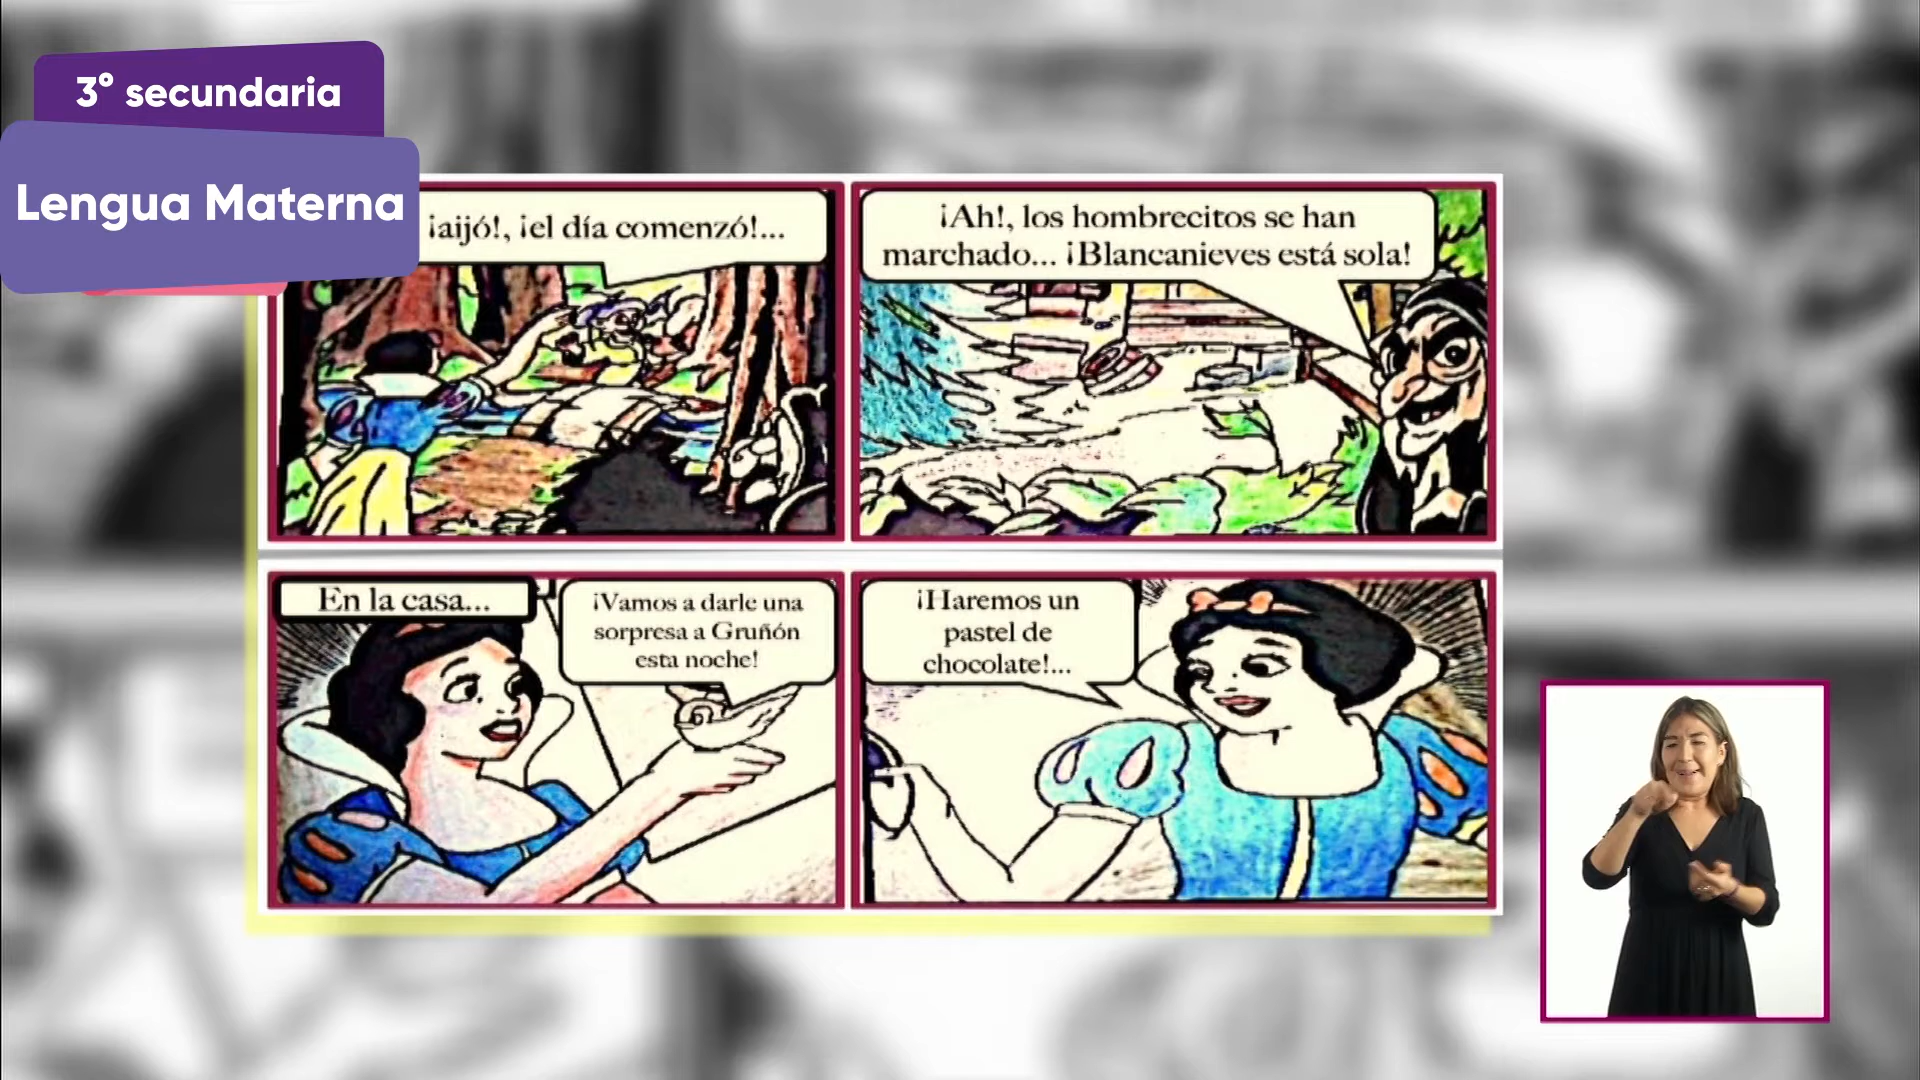 3° secundaria
Lengua Materna
¡aijó!, ¡el día comenzó!...
¡Ah!, los hombrecitos se han
marchado... ¡Blancanieves está sola!
En la casa...
¡Vamos a darle una
sorpresa a Gruñón
esta noche!
¡Haremos un
pastel de
chocolate!...